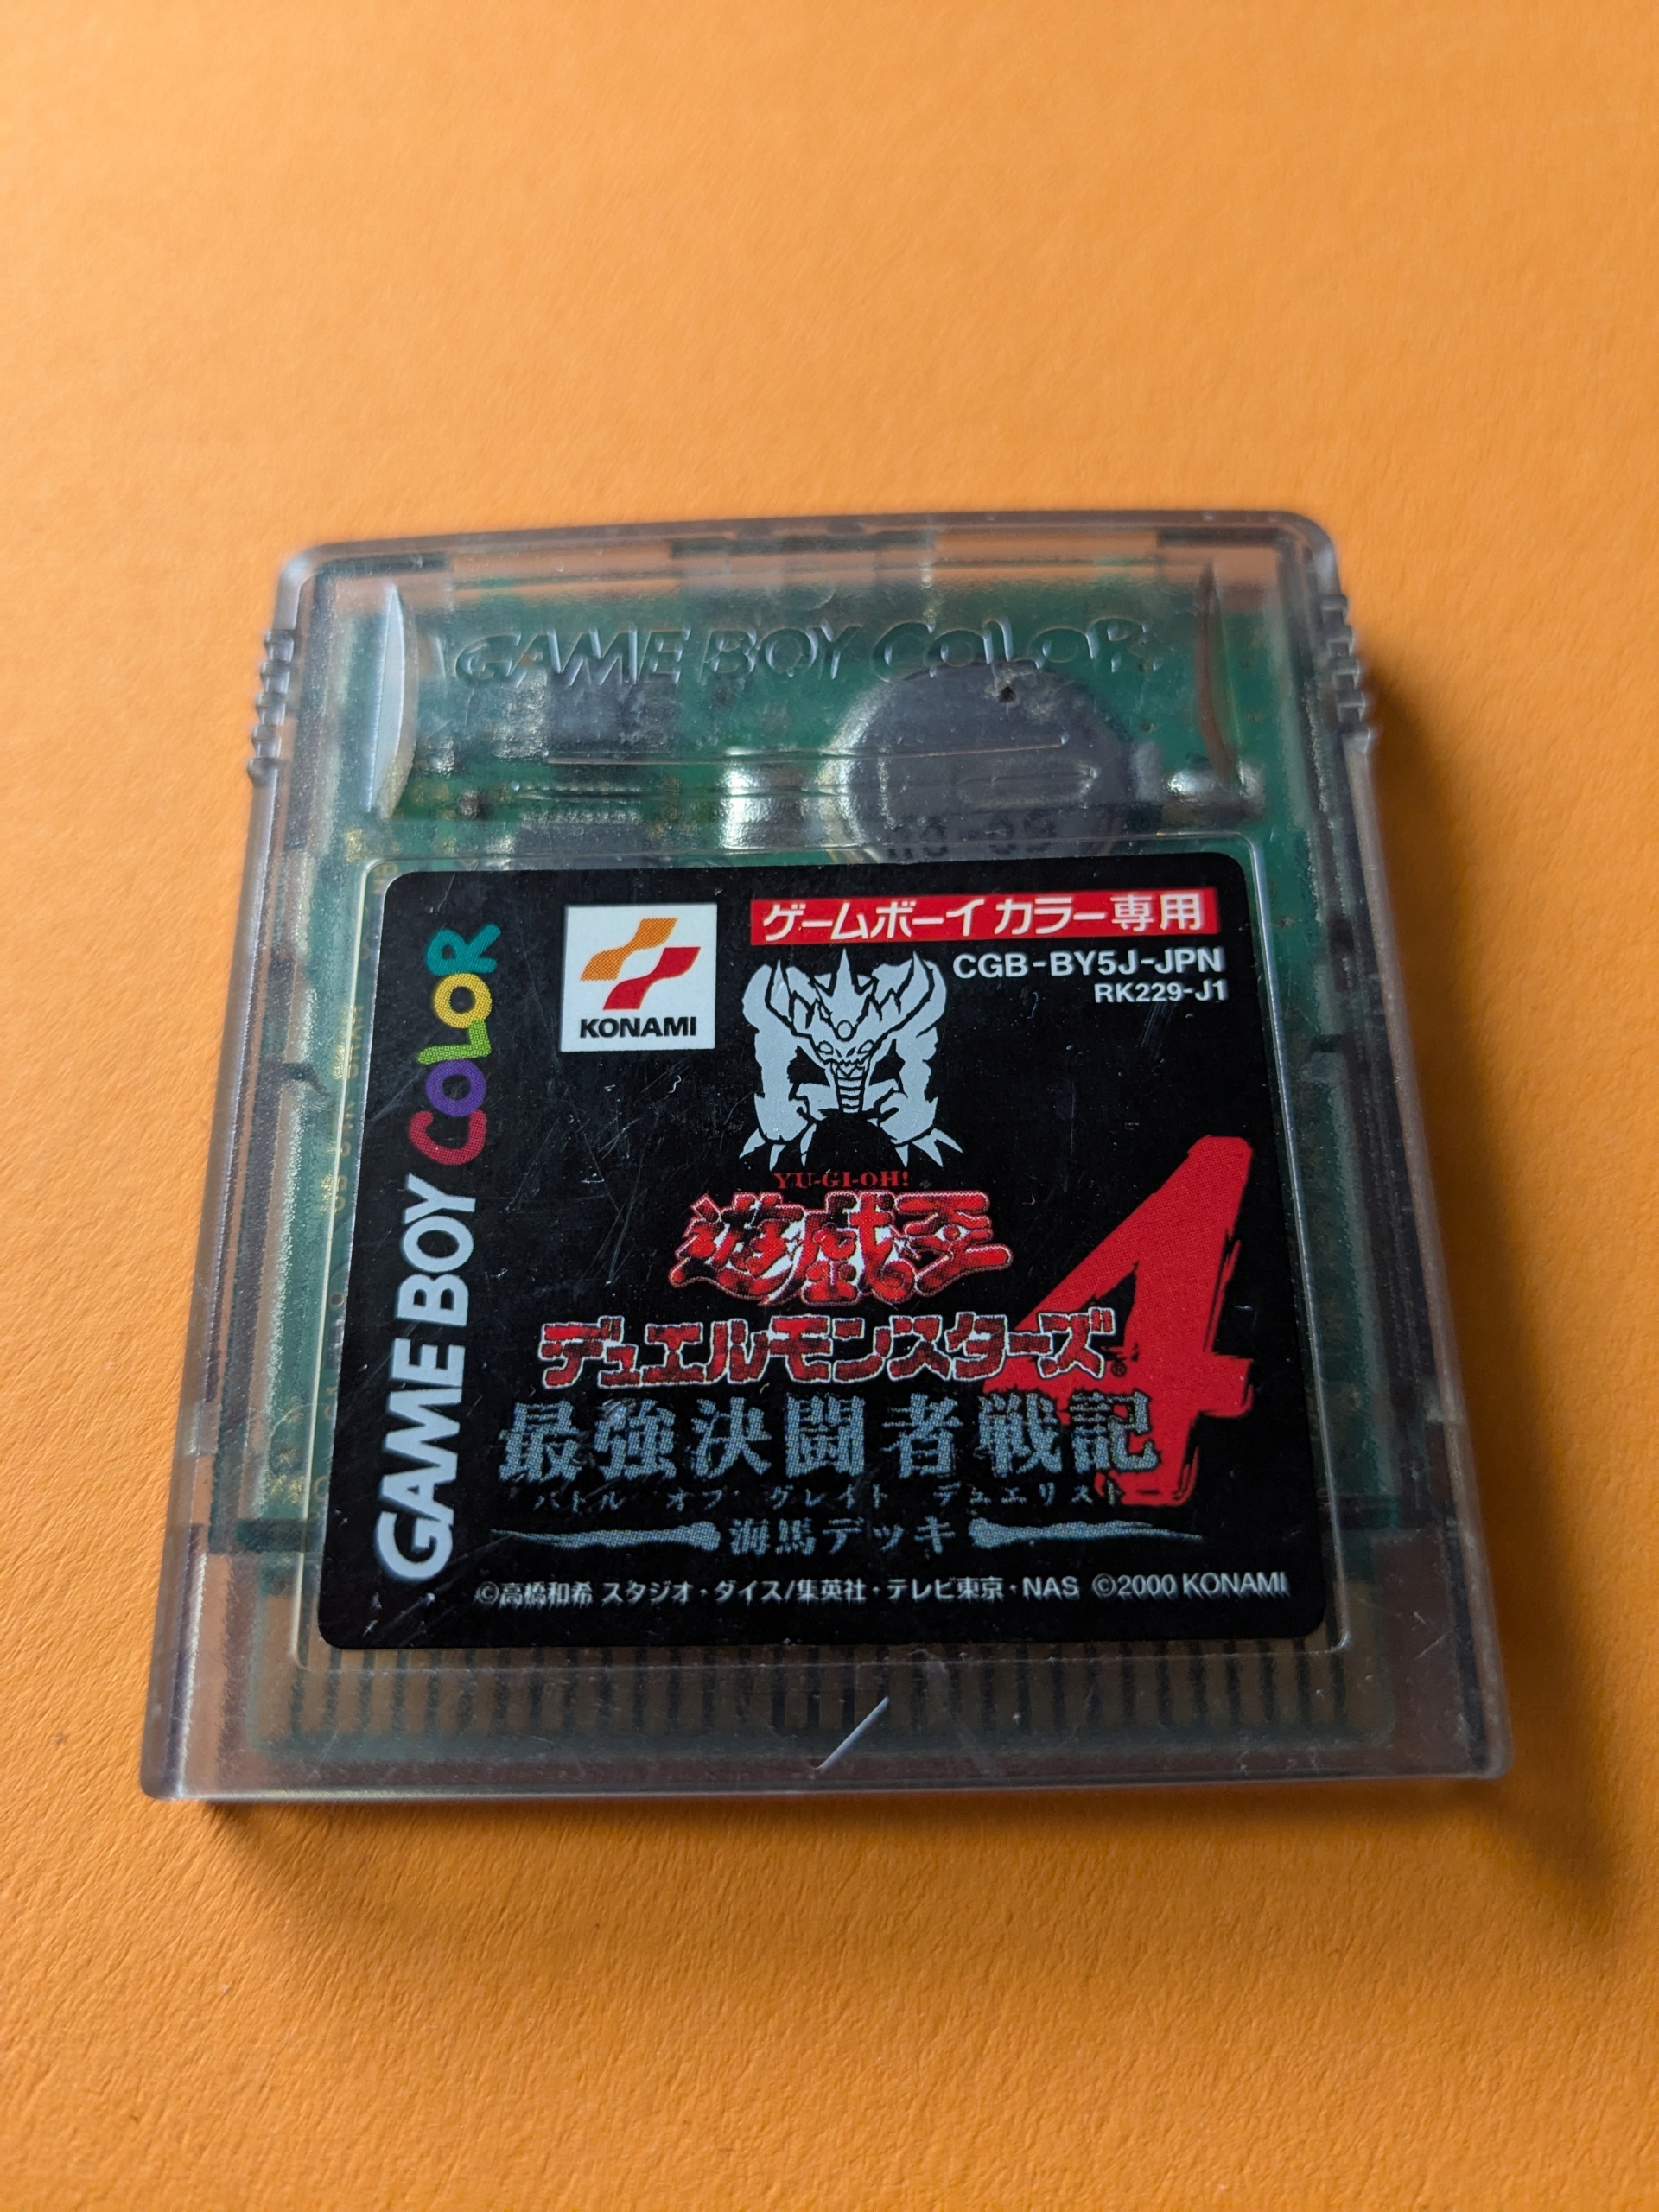 GAME BOY COLOR
GAME BOY COLOR
KONAMI
ゲームボーイカラー専用
CGB-BY5J-JPN
RK229-J1
YU-GI-OH!
遊戯王
デュエルモンスターズ4
最強決闘者戦記
バトル オブ グレイト デュエリスト
海馬デッキ
©高橋和希 スタジオ・ダイス/集英社・テレビ東京・NAS ©2000 KONAMI